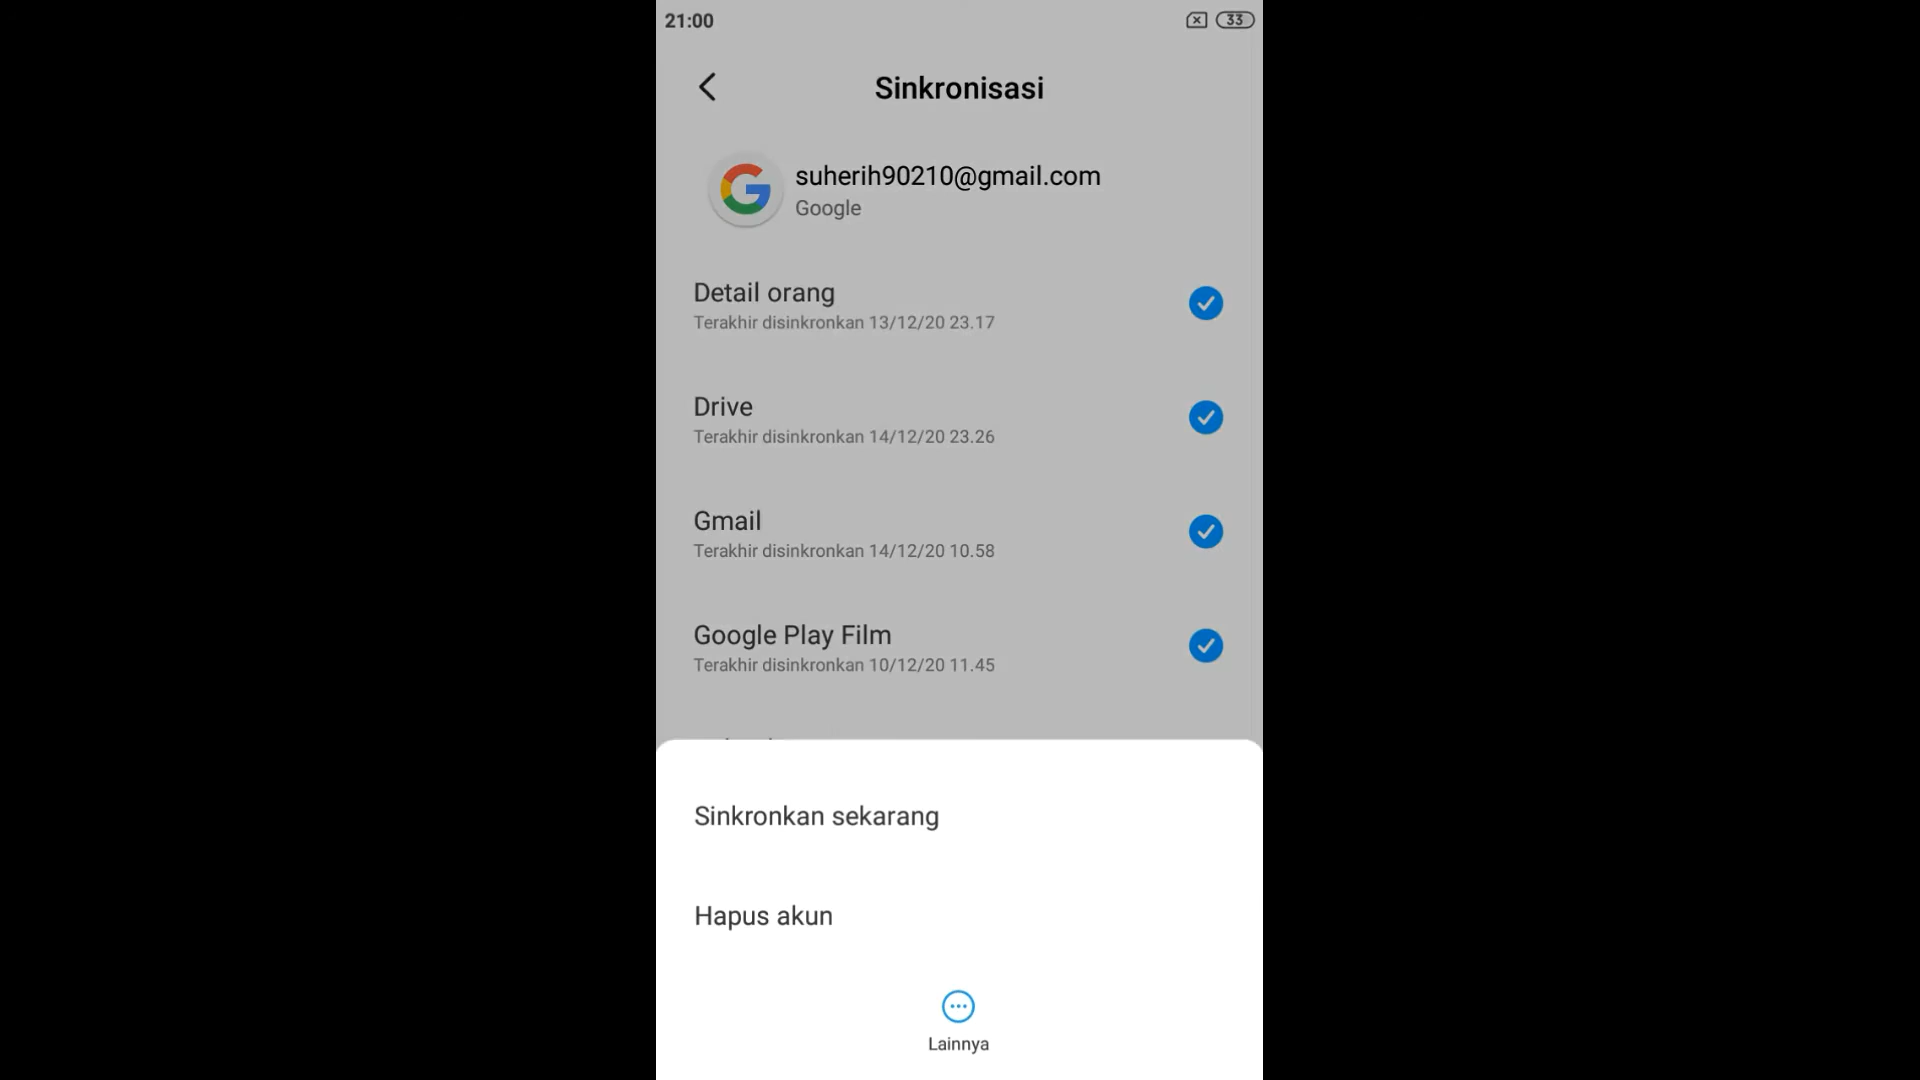 21:00
33
Sinkronisasi
suherih90210@gmail.com
Google
Detail orang
Terakhir disinkronkan 13/12/20 23.17
Drive
Terakhir disinkronkan 14/12/20 23.26
Gmail
Terakhir disinkronkan 14/12/20 10.58
Google Play Film
Terakhir disinkronkan 10/12/20 11.45
Sinkronkan sekarang
Hapus akun
Lainnya